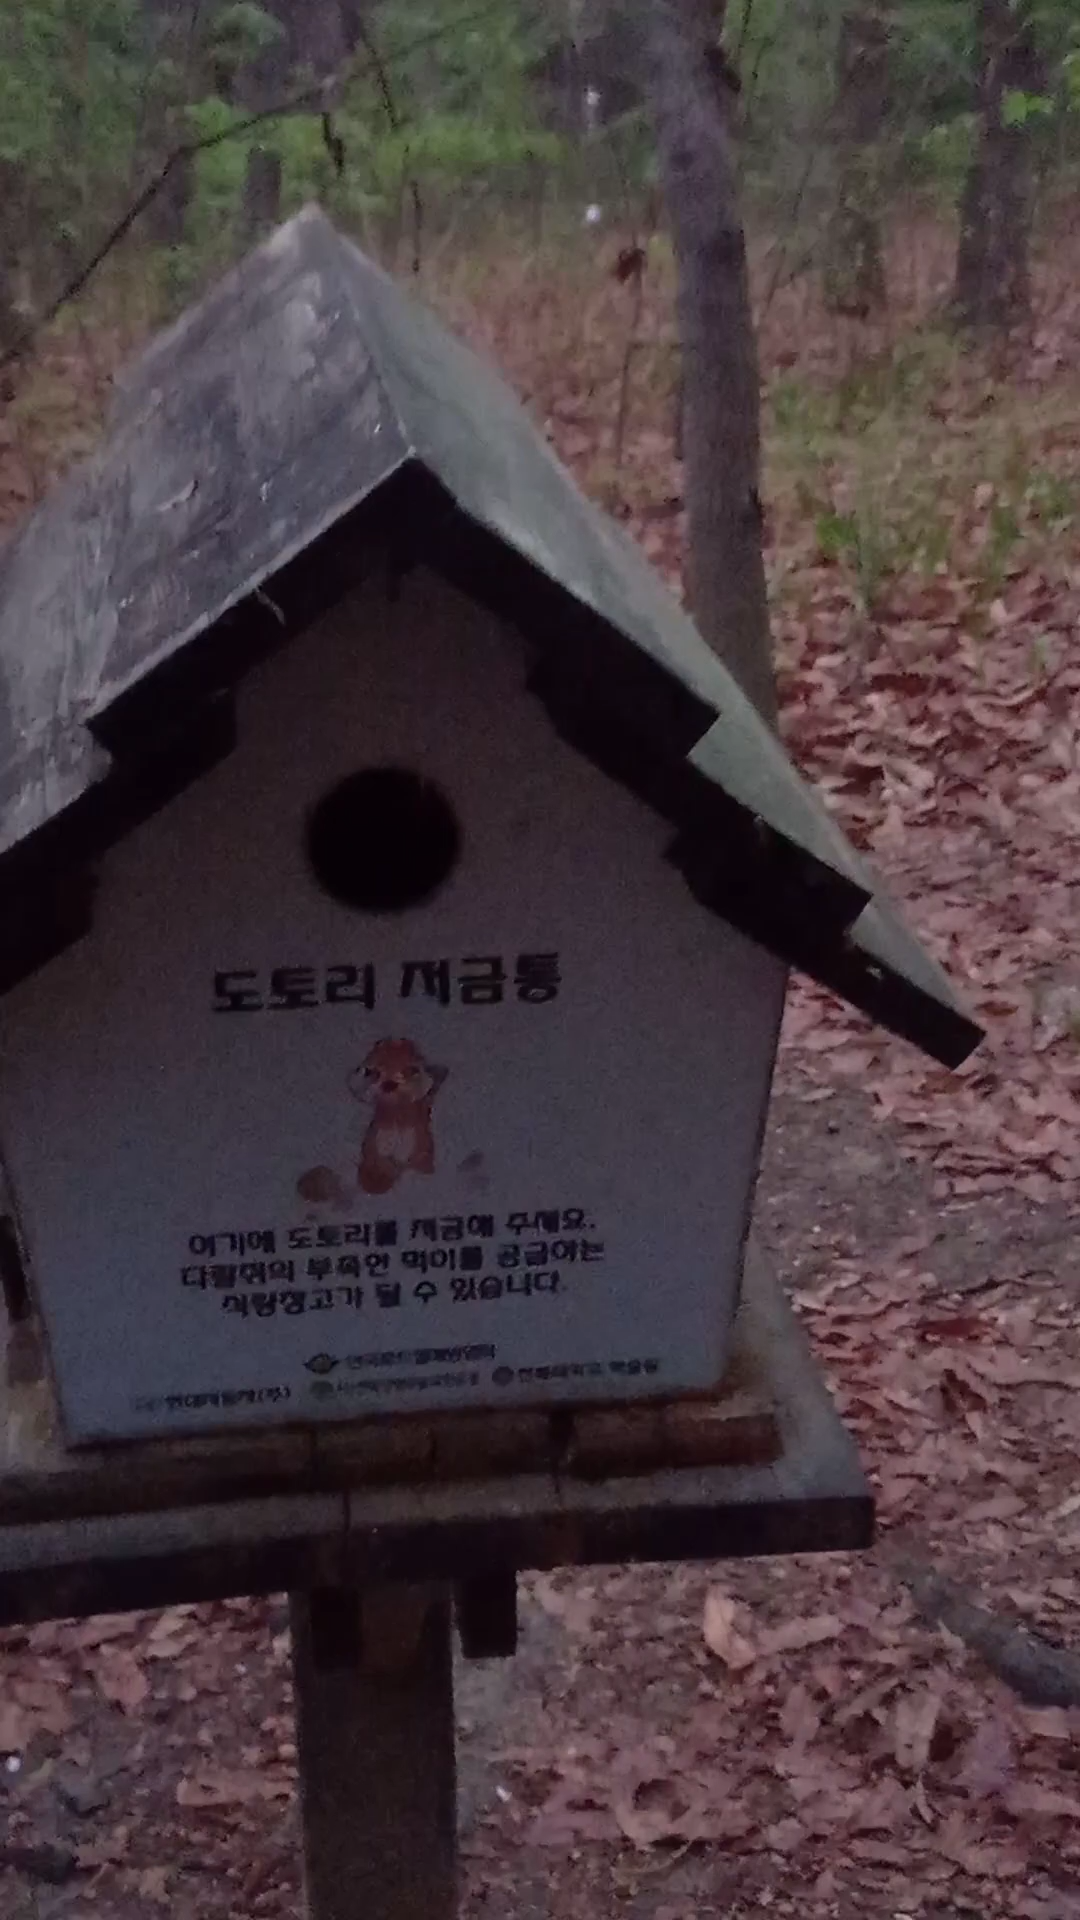 도토리 저금통
여기에 도토리를 저금해 주세요.
다람쥐의 부족한 먹이를 공급하는
식량창고가 될 수 있습니다.